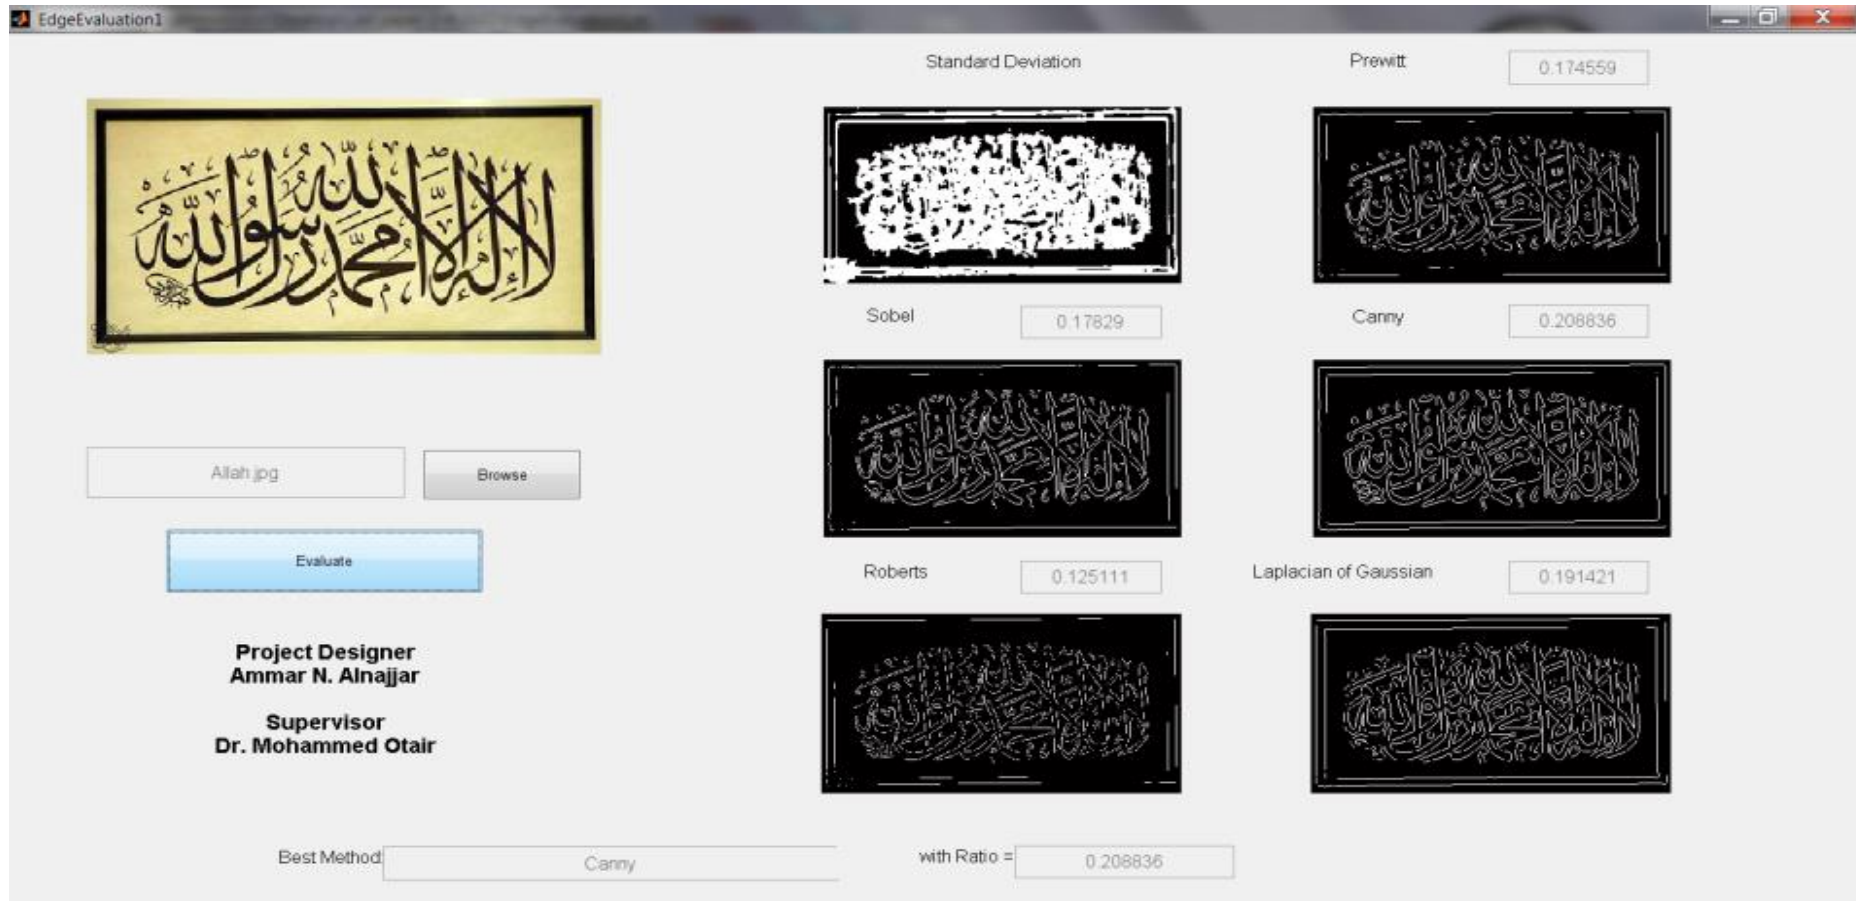 EdgeEvaluation1
Standard Deviation
Prewitt
0.174559
لا إله إلا الله محمد رسول الله
Sobel
0.17829
Canny
0.208836
Allah.jpg
Browse
Evaluate
Roberts
0.125111
Laplacian of Gaussian
0.191421
Project Designer
Ammar N. Alnajjar
Supervisor
Dr. Mohammed Otair
Best Method:
Canny
with Ratio =
0.208836